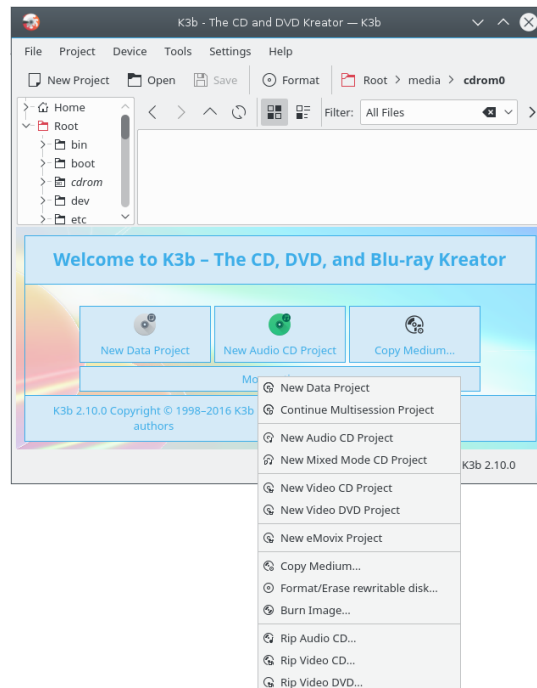 K3b - The CD and DVD Kreator — K3b
File Project Device Tools Settings Help
New Project Open Save Format Root > media > cdrom0
Home
Root
bin
boot
cdrom
dev
etc
Filter: All Files
Welcome to K3b – The CD, DVD, and Blu-ray Kreator
New Data Project New Audio CD Project Copy Medium...
K3b 2.10.0 Copyright © 1998–2016 K3b
authors
K3b 2.10.0
New Data Project
Continue Multisession Project
New Audio CD Project
New Mixed Mode CD Project
New Video CD Project
New Video DVD Project
New eMovix Project
Copy Medium...
Format/Erase rewritable disk...
Burn Image...
Rip Audio CD...
Rip Video CD...
Rip Video DVD...